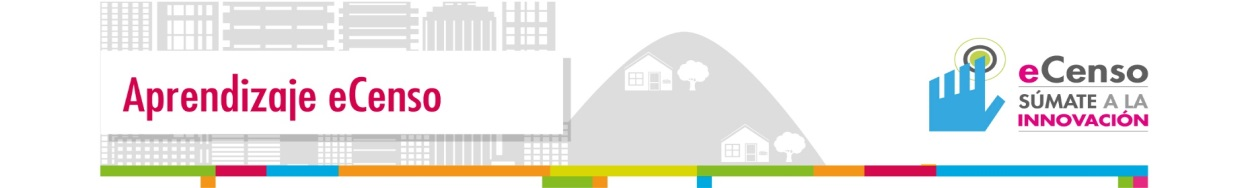 Aprendizaje eCenso
eCenso
SÚMATE A LA
INNOVACIÓN